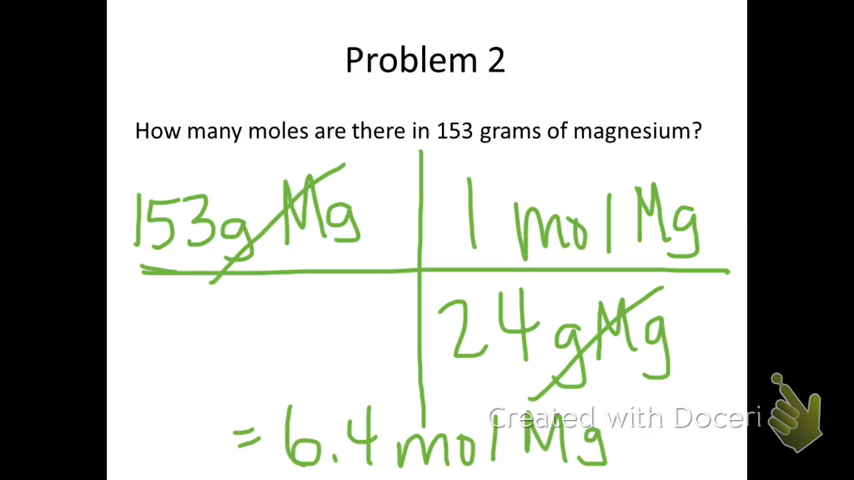 Problem 2
How many moles are there in 153 grams of magnesium?
153g Mg 1 mol Mg
24 g Mg
= 6.4 mol Mg
Created with Doceri